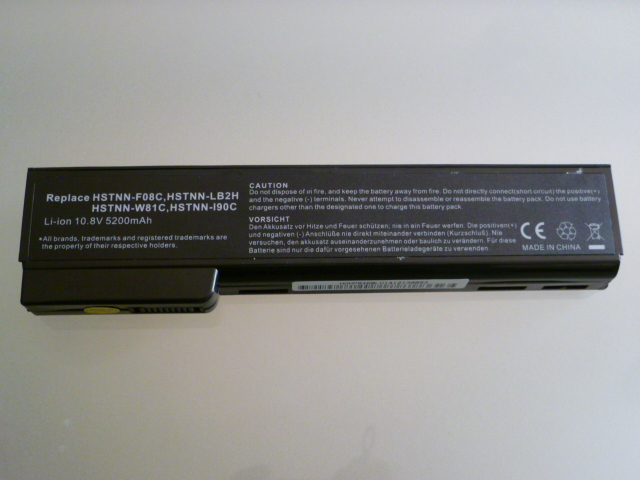 Replace HSTNN-F08C,HSTNN-LB2H
HSTNN-W81C,HSTNN-I90C
Li-ion 10.8V 5200mAh
*All brands, trademarks and registered trademarks are
the property of their respective holders.
CAUTION
Do not dispose of in fire, and keep the battery away from fire. Do not directly connect(short circuit) the positive(+)
and the negative (-) terminals. Never attempt to disassemble or reassemble the battery pack. Do not use battery
chargers other than the designated one to charge this battery pack.
VORSICHT
Den Akkusatz vor Hitze und Feuer schützen; nie in ein Feuer werfen. Die positiven(+)
und negativen (-) Anschlüße nie direkt miteinander verbinden (Kurzschluß). Nie
versuchen, den akkusatz auseinanderzunehmen oder baulich zu verändern. Für diese
Batterie sind nur die dafür vorgesehenen Batterieladegerät zu verwenden.
CE
MADE IN CHINA